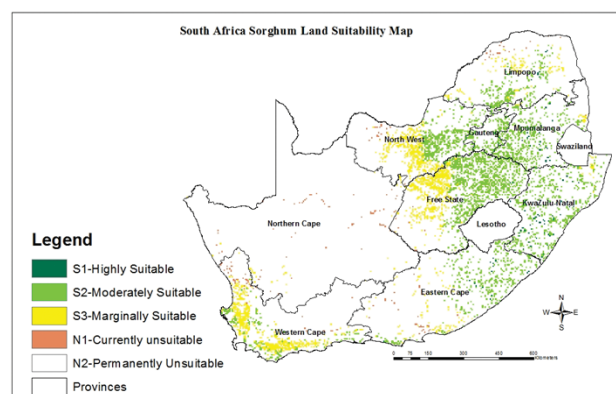 South Africa Sorghum Land Suitability Map
Limpopo
North West
Gauteng
Mpumalanga
Swaziland
Free State
KwaZulu-Natal
Lesotho
Northern Cape
Eastern Cape
Western Cape
Legend
S1-Highly Suitable
S2-Moderately Suitable
S3-Marginally Suitable
N1-Currently unsuitable
N2-Permanently Unsuitable
Provinces
N
W E
S
0 75 150 300 450 600
Kilometers